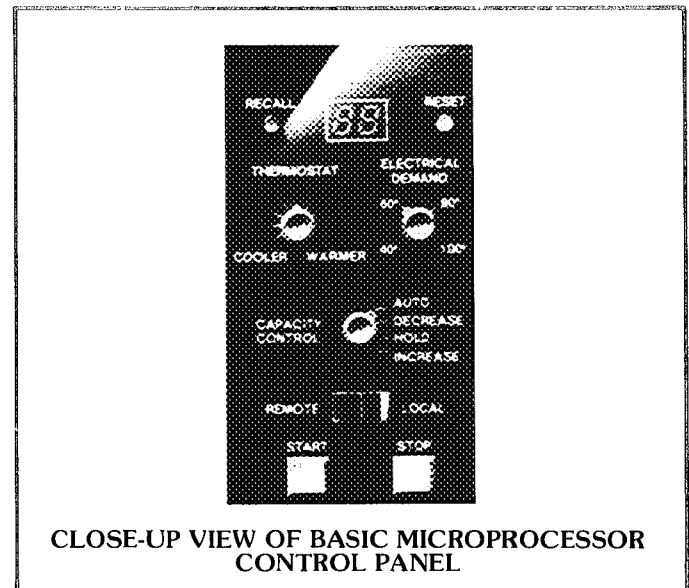 RECALL RESET
88
THERMOSTAT ELECTRICAL
DEMAND
60° 80°
40° 100°
COOLER WARMER
CAPACITY
CONTROL
AUTO
DECREASE
HOLD
INCREASE
REMOTE LOCAL
START STOP
CLOSE-UP VIEW OF BASIC MICROPROCESSOR
CONTROL PANEL